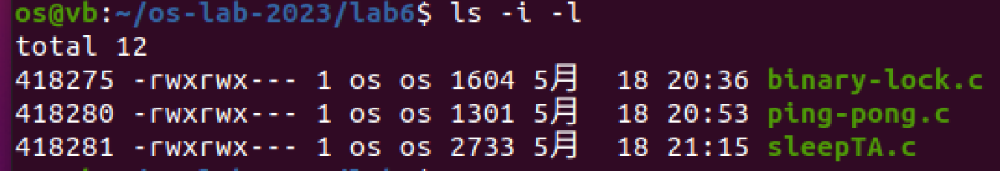 os@vb:~/os-lab-2023/lab6$ ls -i -l
total 12
418275 -rwxrwx--- 1 os os 1604 5月  18 20:36 binary-lock.c
418280 -rwxrwx--- 1 os os 1301 5月  18 20:53 ping-pong.c
418281 -rwxrwx--- 1 os os 2733 5月  18 21:15 sleepTA.c